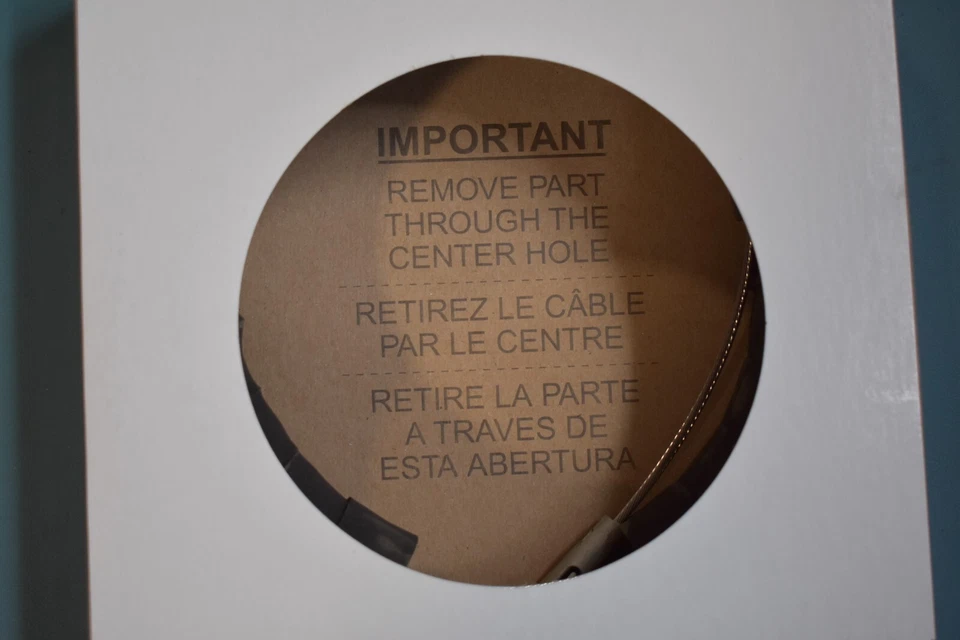 IMPORTANT
REMOVE PART
THROUGH THE
CENTER HOLE
RETIREZ LE CÂBLE
PAR LE CENTRE
RETIRE LA PARTE
A TRAVES DE
ESTA ABERTURA